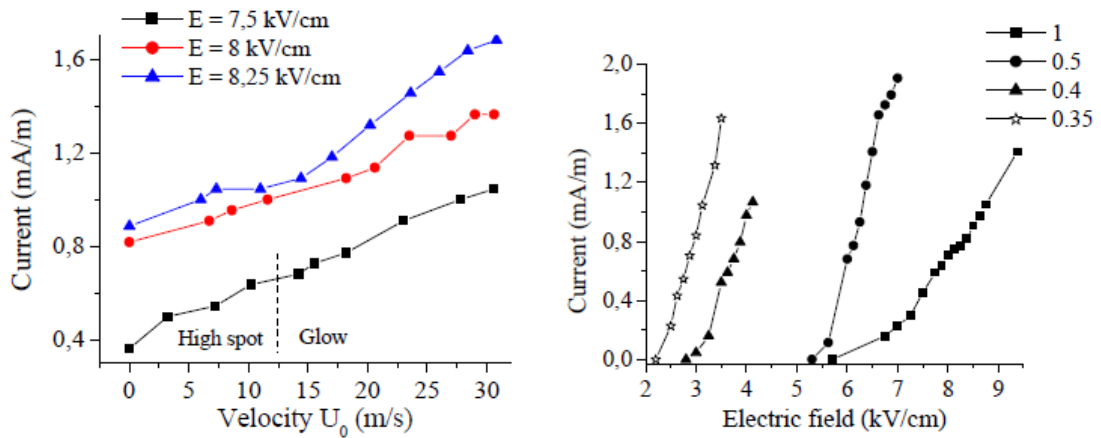 E = 7,5 kV/cm
E = 8 kV/cm
E = 8,25 kV/cm
1,6
1,2
0,8
0,4
Current (mA/m)
High spot
Glow
0 5 10 15 20 25 30
Velocity U0 (m/s)
1
0.5
0.4
0.35
2,0
1,6
1,2
0,8
0,4
0,0
Current (mA/m)
2 3 4 5 6 7 8 9
Electric field (kV/cm)